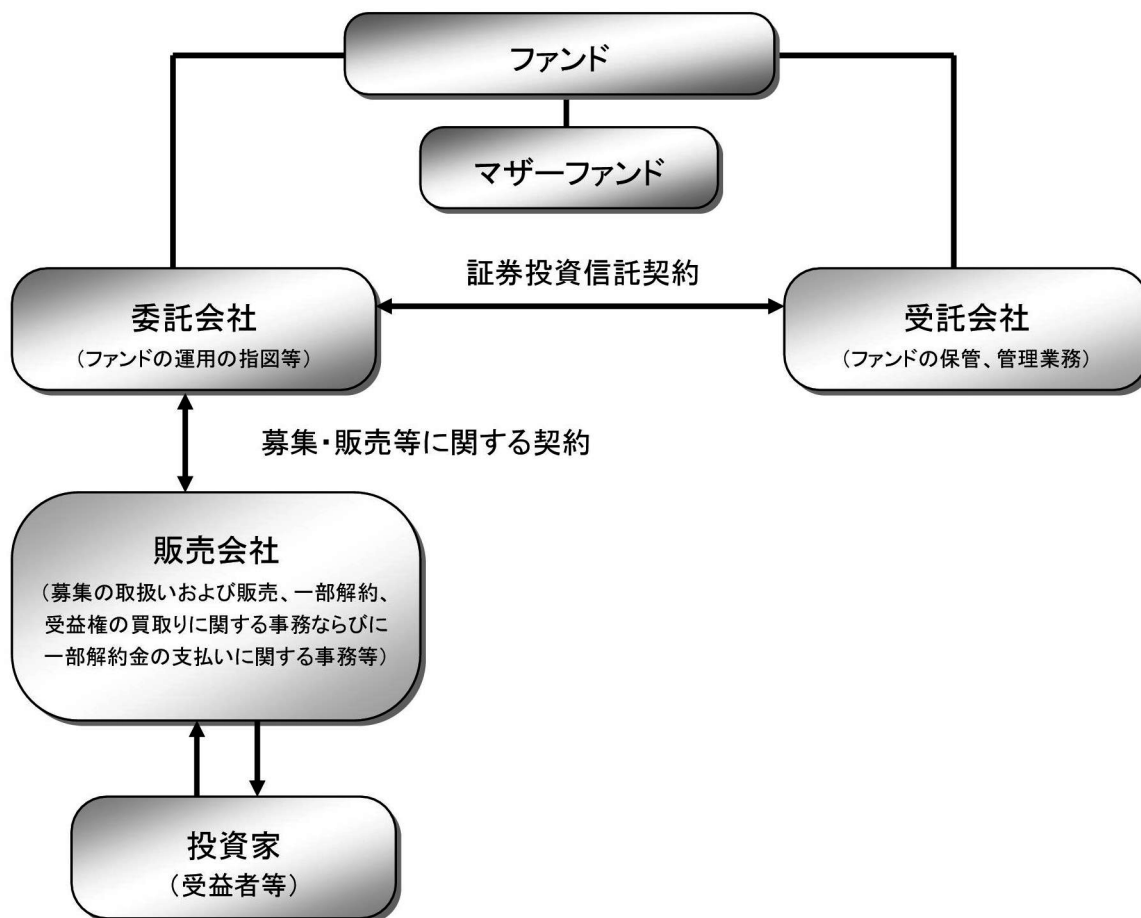 ファンド
マザーファンド
証券投資信託契約
委託会社
（ファンドの運用の指図等）
受託会社
（ファンドの保管、管理業務）
募集・販売等に関する契約
販売会社
（募集の取扱いおよび販売、一部解約、
受益権の買取りに関する事務ならびに
一部解約金の支払いに関する事務等）
投資家
（受益者等）